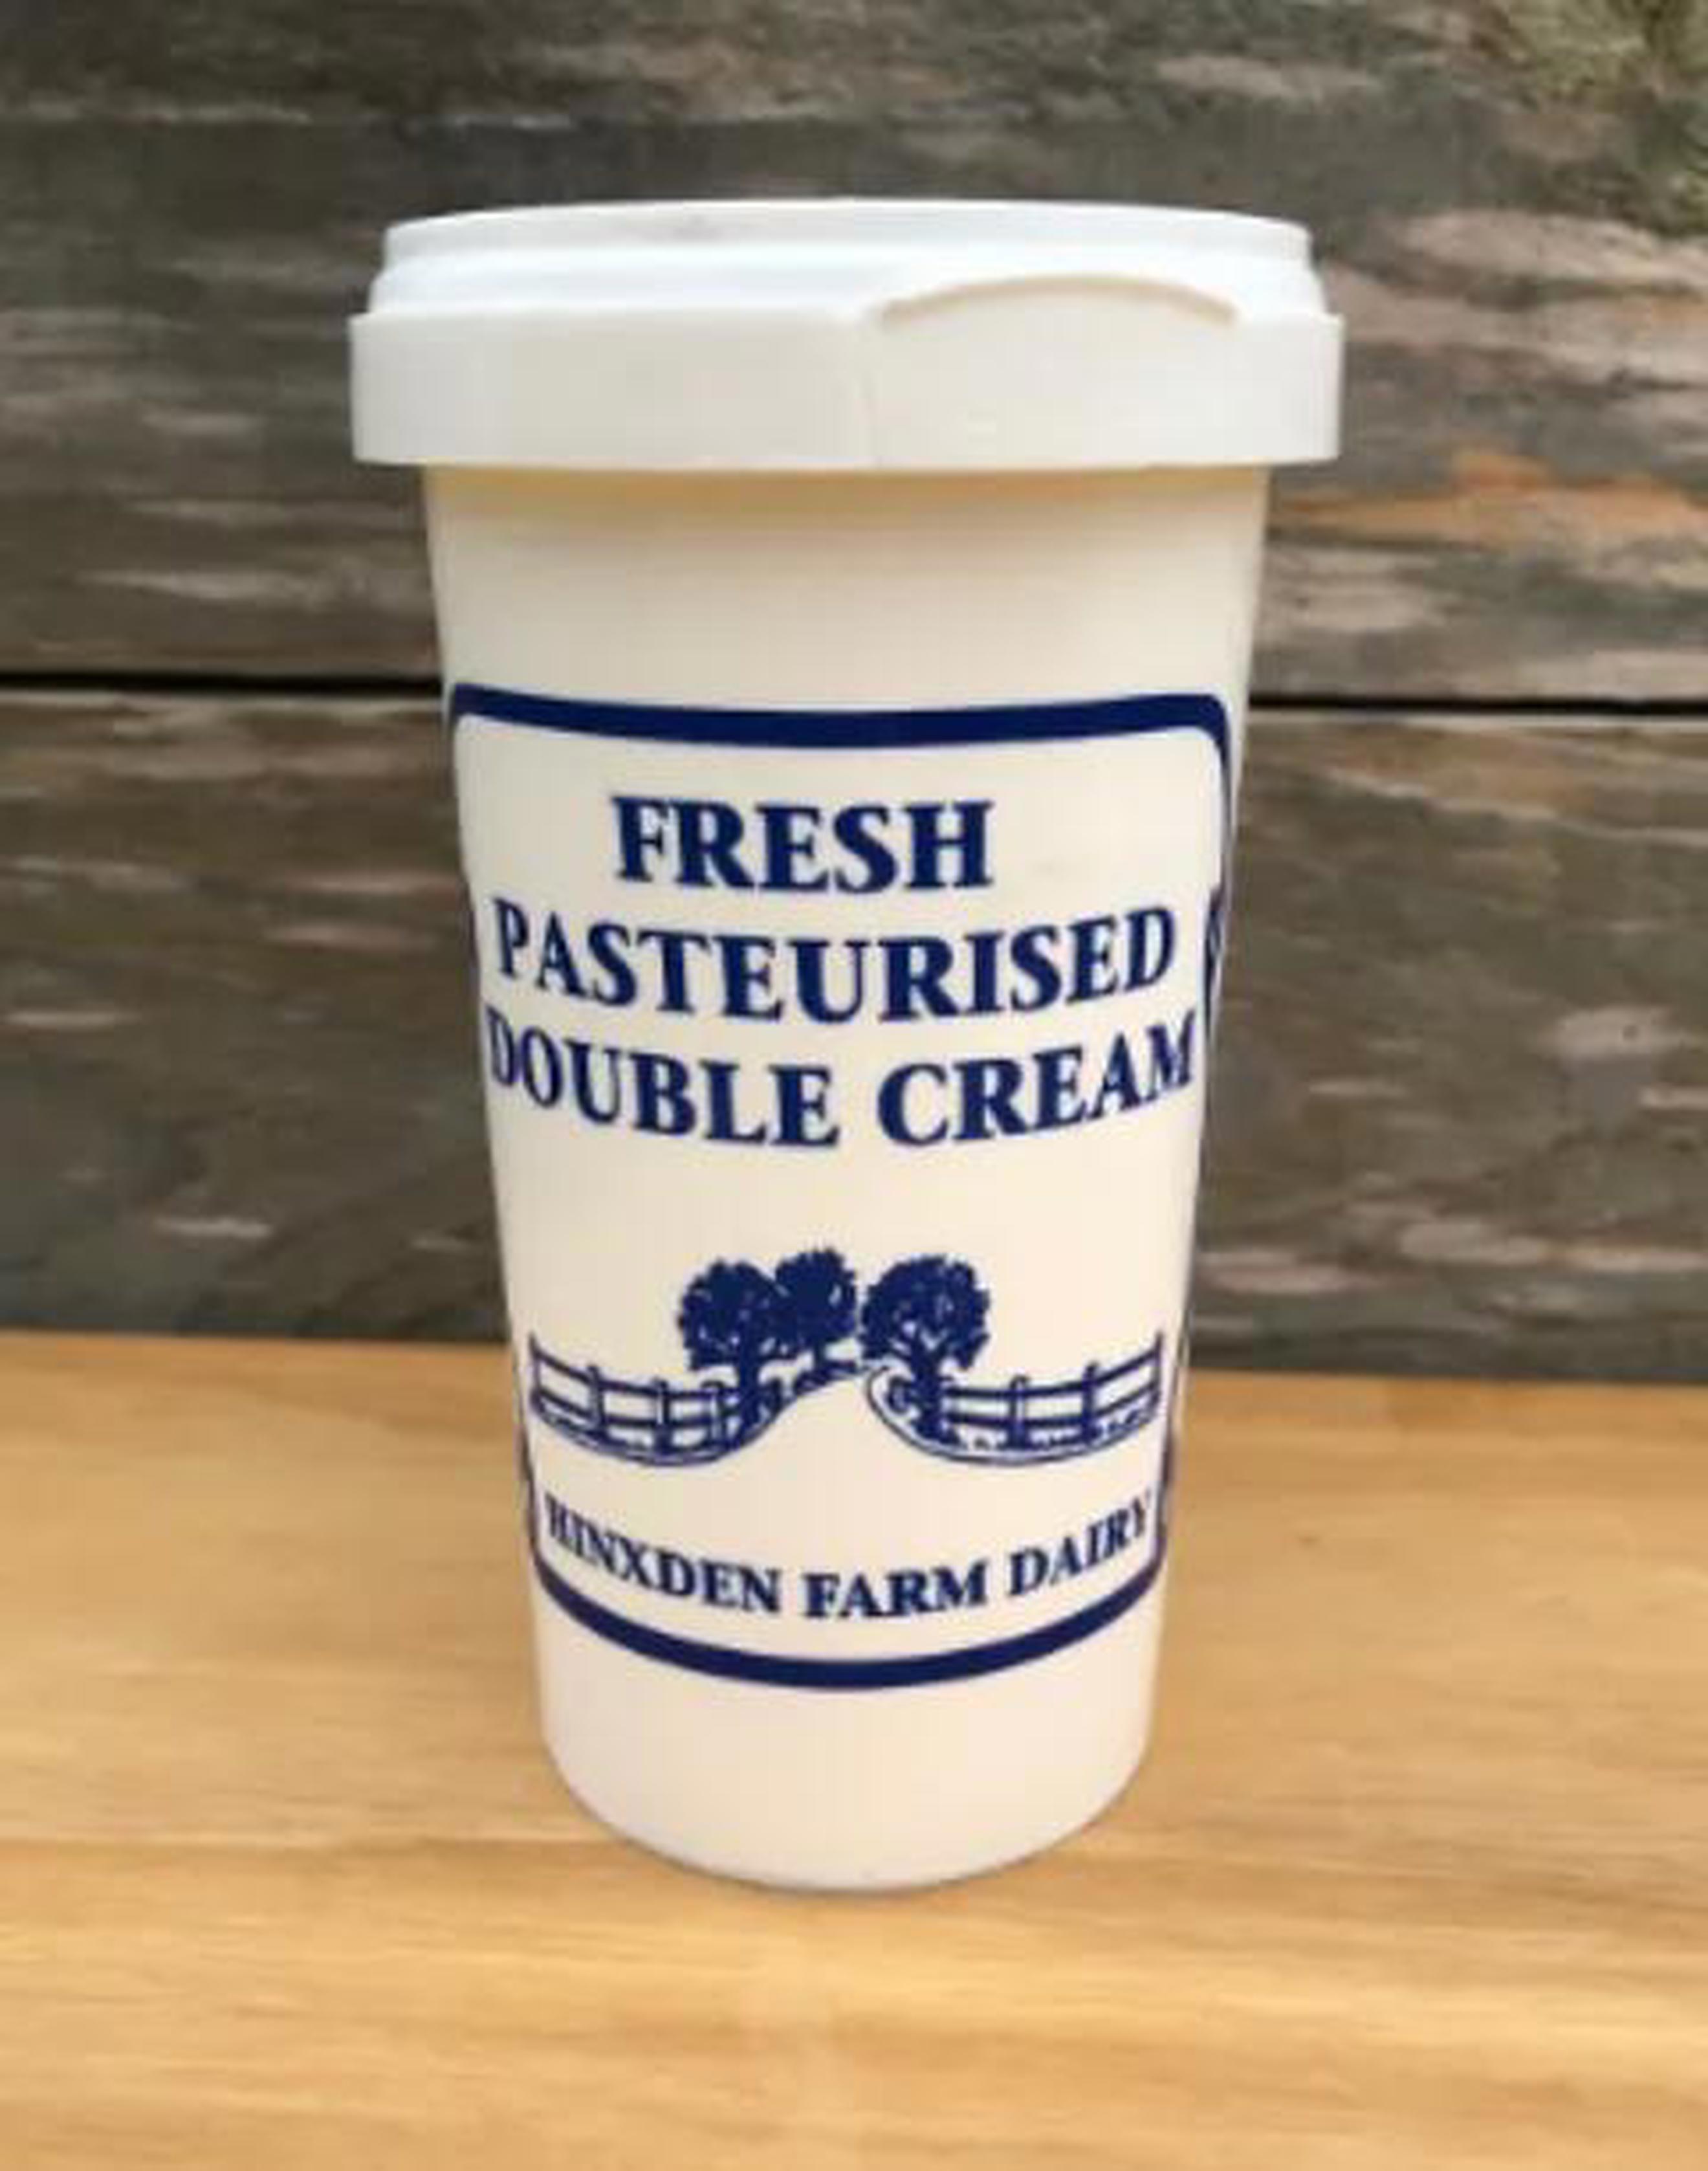 FRESH
PASTEURISED
DOUBLE CREAM
HINXDEN FARM DAIRY